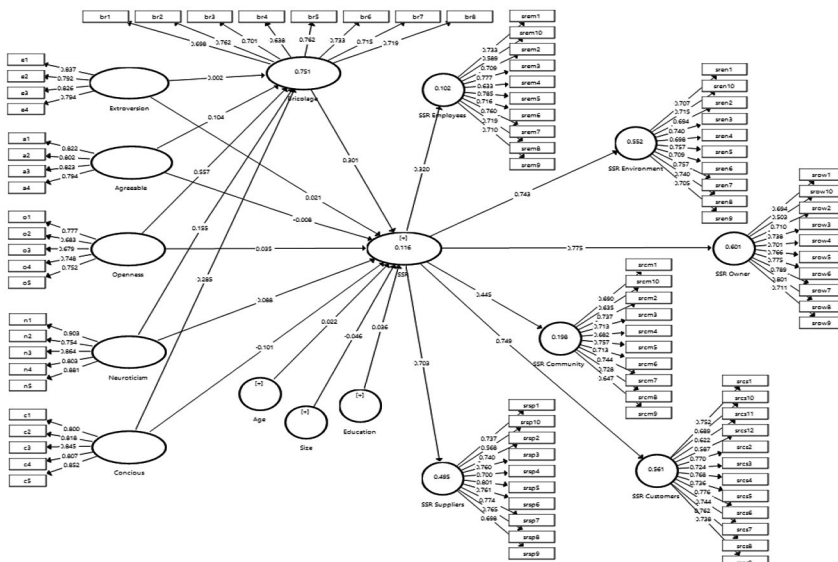 br1
br2
br3
br4
br5
br6
br7
br8
0.698
0.762
0.701
0.638
0.762
0.733
0.715
0.719
0.751
Bricolage
e1
e2
e3
e4
0.837
0.792
0.826
0.794
Extroversion
0.002
a1
a2
a3
a4
0.822
0.802
0.823
0.794
Agreeable
0.104
o1
o2
o3
o4
o5
0.777
0.683
0.679
0.748
0.752
Openness
0.557
n1
n2
n3
n4
n5
0.903
0.754
0.864
0.803
0.881
Neuroticism
0.155
c1
c2
c3
c4
c5
0.800
0.818
0.845
0.807
0.852
Concious
0.285
0.301
0.021
-0.008
0.035
0.088
-0.101
0.022
-0.046
0.036
[+]
0.116
SSR
[+]
Age
[+]
Size
[+]
Education
0.320
0.743
0.775
0.445
0.749
0.703
srem1
srem10
srem2
srem3
srem4
srem5
srem6
srem7
srem8
srem9
0.733
0.589
0.709
0.777
0.633
0.785
0.716
0.760
0.719
0.710
0.102
SSR Employees
sren1
sren10
sren2
sren3
sren4
sren5
sren6
sren7
sren8
sren9
0.707
0.715
0.694
0.740
0.698
0.757
0.709
0.757
0.740
0.705
0.552
SSR Environment
srow1
srow10
srow2
srow3
srow4
srow5
srow6
srow7
srow8
srow9
0.694
0.503
0.710
0.738
0.701
0.766
0.775
0.789
0.801
0.711
0.601
SSR Owner
srcm1
srcm10
srcm2
srcm3
srcm4
srcm5
srcm6
srcm7
srcm8
srcm9
0.690
0.635
0.737
0.713
0.682
0.757
0.713
0.744
0.728
0.647
0.198
SSR Community
srcs1
srcs10
srcs11
srcs12
srcs2
srcs3
srcs4
srcs5
srcs6
srcs7
srcs8
0.752
0.689
0.622
0.587
0.770
0.724
0.768
0.736
0.776
0.744
0.762
0.738
0.561
SSR Customers
srsp1
srsp10
srsp2
srsp3
srsp4
srsp5
srsp6
srsp7
srsp8
srsp9
0.737
0.568
0.740
0.760
0.700
0.801
0.761
0.774
0.765
0.698
0.495
SSR Suppliers